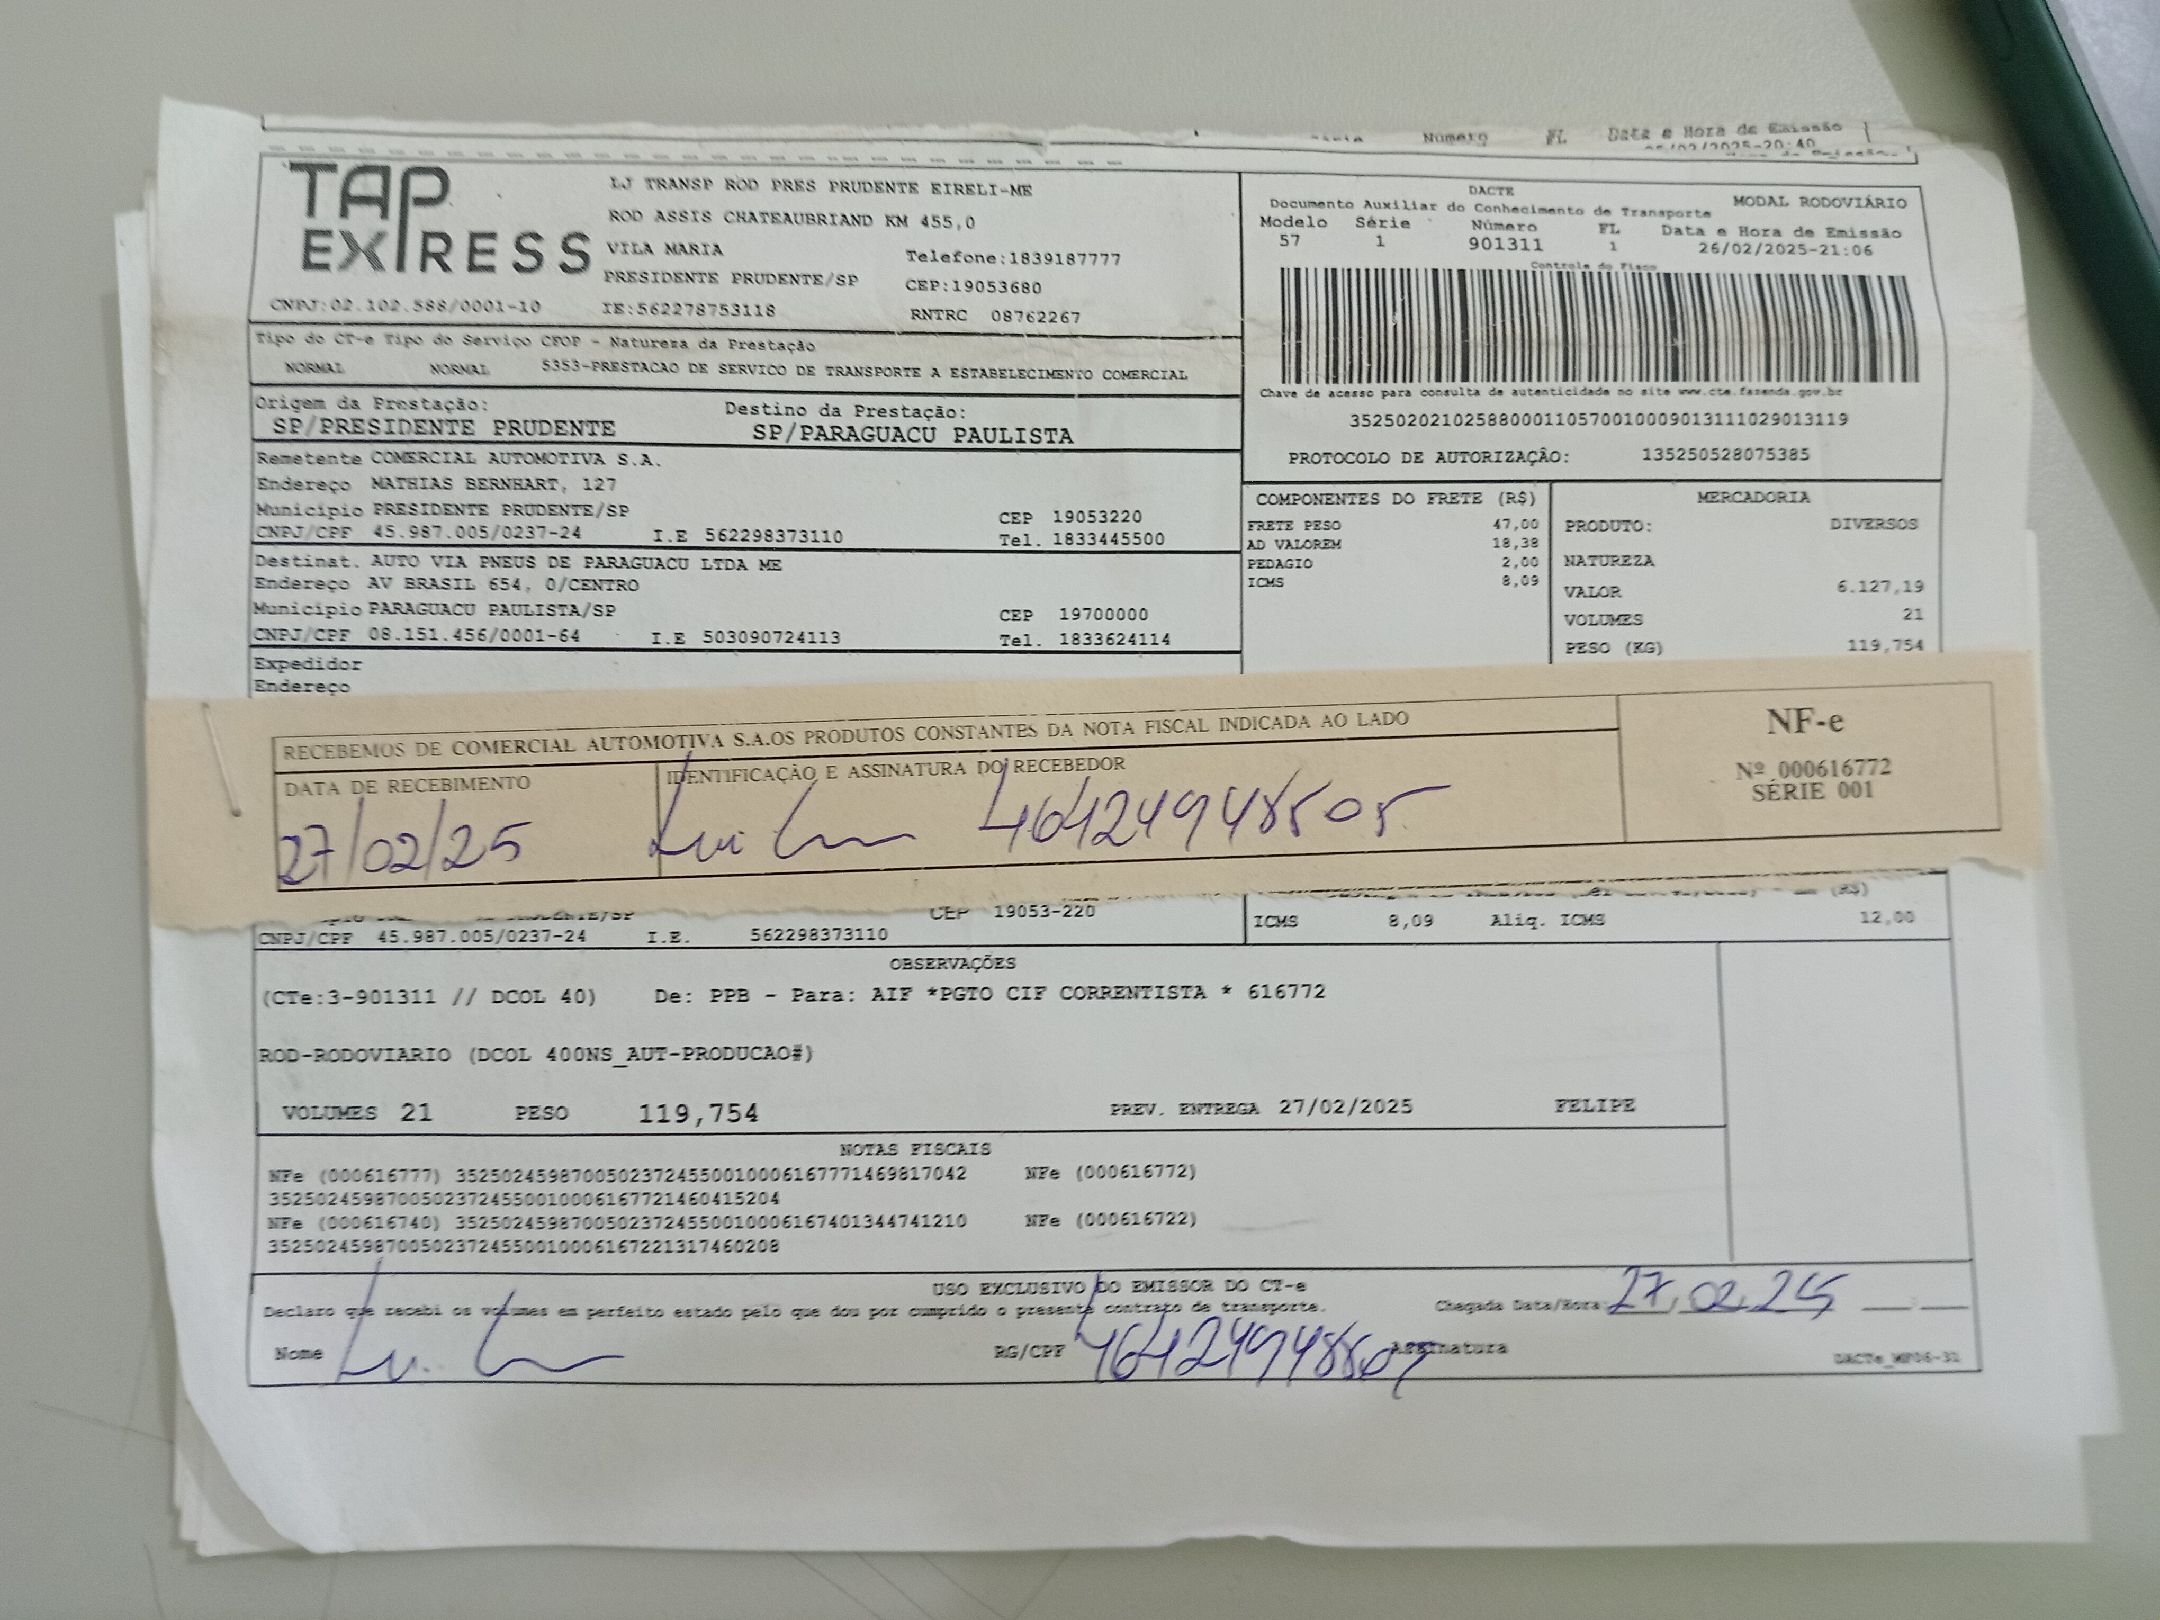 Número FL Data e Hora de Emissão
TAP EXPRESS
LJ TRANSP ROD PRES PRUDENTE EIRELI-ME
ROD ASSIS CHATEAUBRIAND KM 455,0
VILA MARIA Telefone:1839187777
PRESIDENTE PRUDENTE/SP CEP:19053680
CNPJ:02.102.588/0001-10 IE:562278753118 RNTRC 08762267
DACTE MODAL RODOVIÁRIO
Documento Auxiliar do Conhecimento de Transporte
Modelo Série Número FL Data e Hora de Emissão
57 1 901311 1 26/02/2025-21:06
Controle do Fisco
Chave de acesso para consulta de autenticidade no site www.cte.fazenda.gov.br
35250202102588000110570010009013111029013119
PROTOCOLO DE AUTORIZAÇÃO: 135250528075385
Tipo do CT-e Tipo do Serviço CFOP - Natureza da Prestação
NORMAL NORMAL 5353-PRESTACAO DE SERVICO DE TRANSPORTE A ESTABELECIMENTO COMERCIAL
Origem da Prestação: Destino da Prestação:
SP/PRESIDENTE PRUDENTE SP/PARAGUACU PAULISTA
Remetente COMERCIAL AUTOMOTIVA S.A.
Endereço MATHIAS BERNHART, 127
Município PRESIDENTE PRUDENTE/SP CEP 19053220
CNPJ/CPF 45.987.005/0237-24 I.E 562298373110 Tel. 1833445500
Destinat. AUTO VIA PNEUS DE PARAGUACU LTDA ME
Endereço AV BRASIL 654, 0/CENTRO
Município PARAGUACU PAULISTA/SP CEP 19700000
CNPJ/CPF 08.151.456/0001-64 I.E 503090724113 Tel. 1833624114
Expedidor
Endereço
COMPONENTES DO FRETE (R$)
FRETE PESO 47,00
AD VALOREM 18,38
PEDAGIO 2,00
ICMS 8,09
MERCADORIA
PRODUTO: DIVERSOS
NATUREZA
VALOR 6.127,19
VOLUMES 21
PESO (KG) 119,754
RECEBEMOS DE COMERCIAL AUTOMOTIVA S.A.OS PRODUTOS CONSTANTES DA NOTA FISCAL INDICADA AO LADO
DATA DE RECEBIMENTO IDENTIFICAÇÃO E ASSINATURA DO RECEBEDOR
27/02/25 46424948505
NF-e
Nº 000616772
SÉRIE 001
CEP 19053-220
CNPJ/CPF 45.987.005/0237-24 I.E. 562298373110
ICMS 8,09 Aliq. ICMS 12,00
OBSERVAÇÕES
(CTe:3-901311 // DCOL 40) De: PPB - Para: AIF *PGTO CIF CORRENTISTA * 616772
ROD-RODOVIARIO (DCOL 400NS_AUT-PRODUCAO#)
VOLUMES 21 PESO 119,754 PREV. ENTREGA 27/02/2025 FELIPE
NOTAS FISCAIS
NFe (000616777) 35250245987005023724550010006167771469817042 NFe (000616772)
35250245987005023724550010006167721460415204
NFe (000616740) 35250245987005023724550010006167401344741210 NFe (000616722)
35250245987005023724550010006167221317460208
USO EXCLUSIVO DO EMISSOR DO CT-e
Declaro que recebi os volumes em perfeito estado pelo que dou por cumprido o presente contrato de transporte. Chegada Data/Hora 27/02/25
Nome RG/CPF Assinatura
DACTe_MP06-31